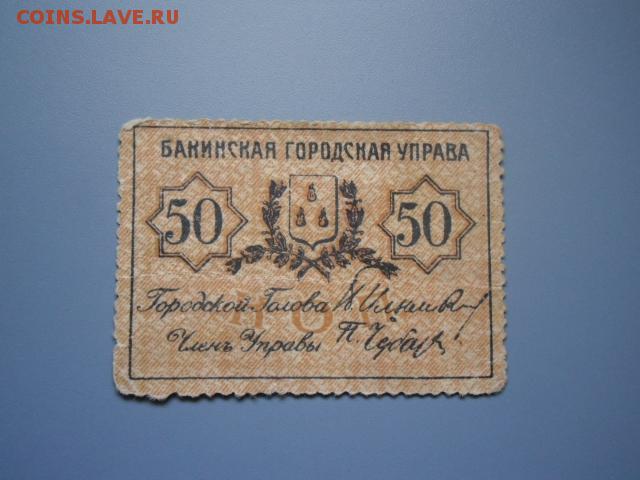 COINS.LAVE.RU
БАКИНСКАЯ ГОРОДСКАЯ УПРАВА
50 50
Городской Голова
Членъ Управы